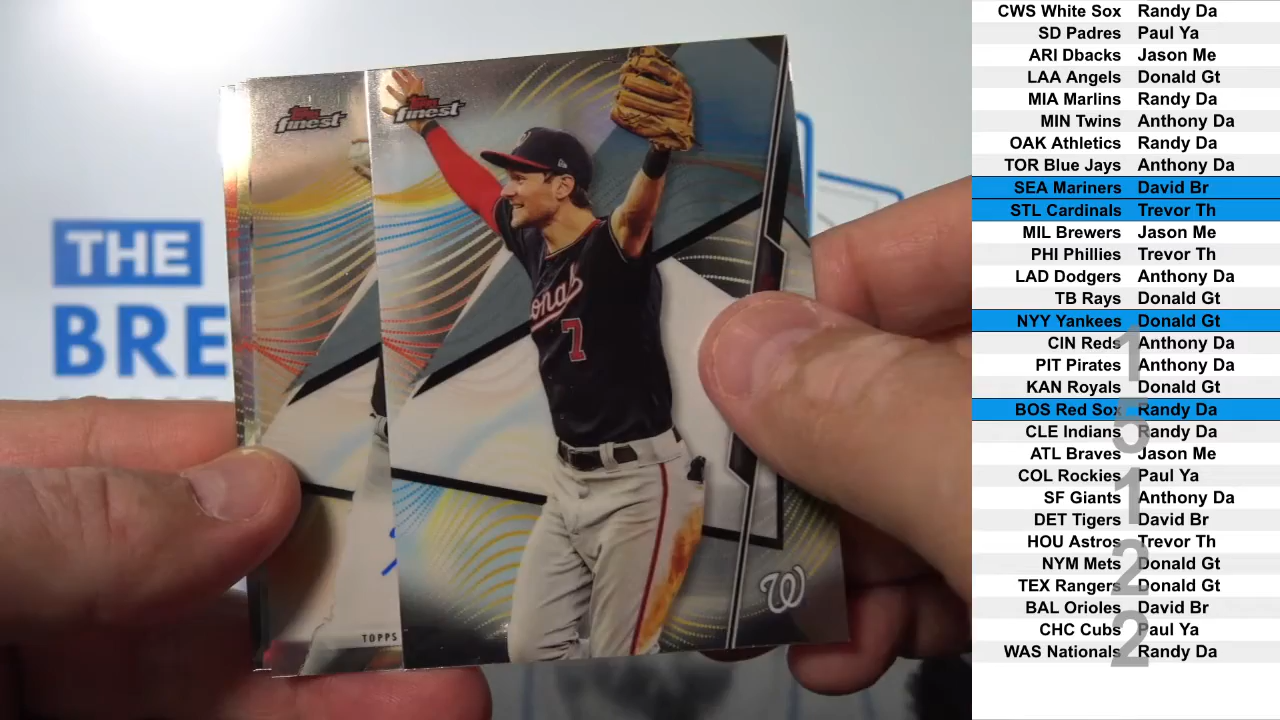 THE
BRE
Topps
finest
Topps
finest
onals
7
W
TOPPS
CWS White Sox Randy Da
SD Padres Paul Ya
ARI Dbacks Jason Me
LAA Angels Donald Gt
MIA Marlins Randy Da
MIN Twins Anthony Da
OAK Athletics Randy Da
TOR Blue Jays Anthony Da
SEA Mariners David Br
STL Cardinals Trevor Th
MIL Brewers Jason Me
PHI Phillies Trevor Th
LAD Dodgers Anthony Da
TB Rays Donald Gt
NYY Yankees Donald Gt
CIN Reds Anthony Da
PIT Pirates Anthony Da
KAN Royals Donald Gt
BOS Red Sox Randy Da
CLE Indians Randy Da
ATL Braves Jason Me
COL Rockies Paul Ya
SF Giants Anthony Da
DET Tigers David Br
HOU Astros Trevor Th
NYM Mets Donald Gt
TEX Rangers Donald Gt
BAL Orioles David Br
CHC Cubs Paul Ya
WAS Nationals Randy Da
1
5
1
2
2